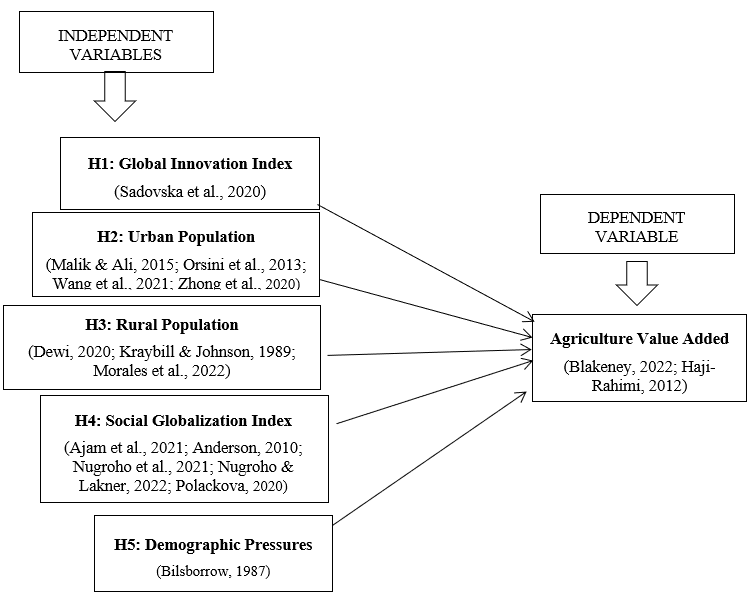 INDEPENDENT
VARIABLES
H1: Global Innovation Index
(Sadovska et al., 2020)
H2: Urban Population
(Malik & Ali, 2015; Orsini et al., 2013;
Wang et al., 2021; Zhong et al., 2020)
H3: Rural Population
(Dewi, 2020; Kraybill & Johnson, 1989;
Morales et al., 2022)
H4: Social Globalization Index
(Ajam et al., 2021; Anderson, 2010;
Nugroho et al., 2021; Nugroho &
Lakner, 2022; Polackova, 2020)
H5: Demographic Pressures
(Bilsborrow, 1987)
DEPENDENT
VARIABLE
Agriculture Value Added
(Blakeney, 2022; Haji-
Rahimi, 2012)